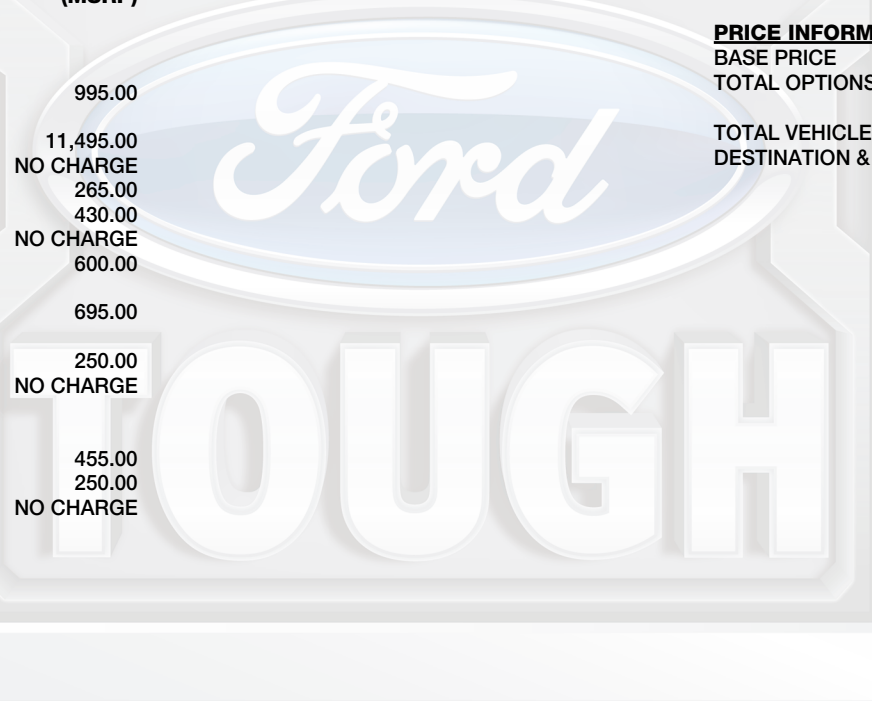 (MSRP)
995.00
11,495.00
NO CHARGE
265.00
430.00
NO CHARGE
600.00
695.00
250.00
NO CHARGE
455.00
250.00
NO CHARGE
PRICE INFORM
BASE PRICE
TOTAL OPTIONS
TOTAL VEHICLE
DESTINATION &
Ford
TOUGH